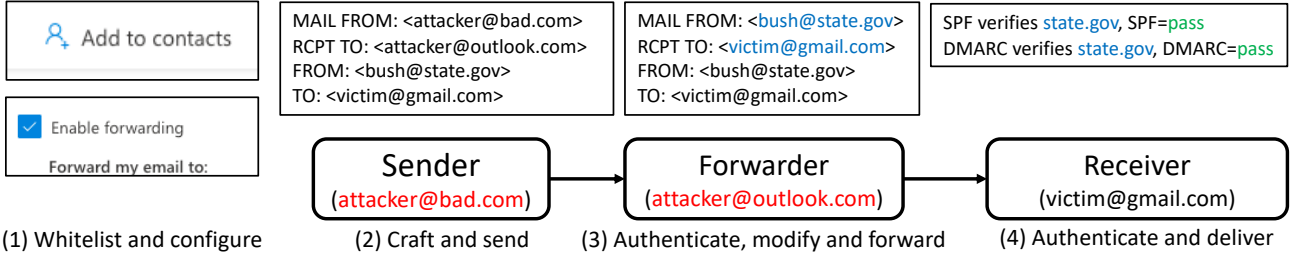 Add to contacts
Enable forwarding
Forward my email to:
MAIL FROM: <attacker@bad.com>
RCPT TO: <attacker@outlook.com>
FROM: <bush@state.gov>
TO: <victim@gmail.com>
MAIL FROM: <bush@state.gov>
RCPT TO: <victim@gmail.com>
FROM: <bush@state.gov>
TO: <victim@gmail.com>
SPF verifies state.gov, SPF=pass
DMARC verifies state.gov, DMARC=pass
Sender
(attacker@bad.com)
Forwarder
(attacker@outlook.com)
Receiver
(victim@gmail.com)
(1) Whitelist and configure
(2) Craft and send
(3) Authenticate, modify and forward
(4) Authenticate and deliver